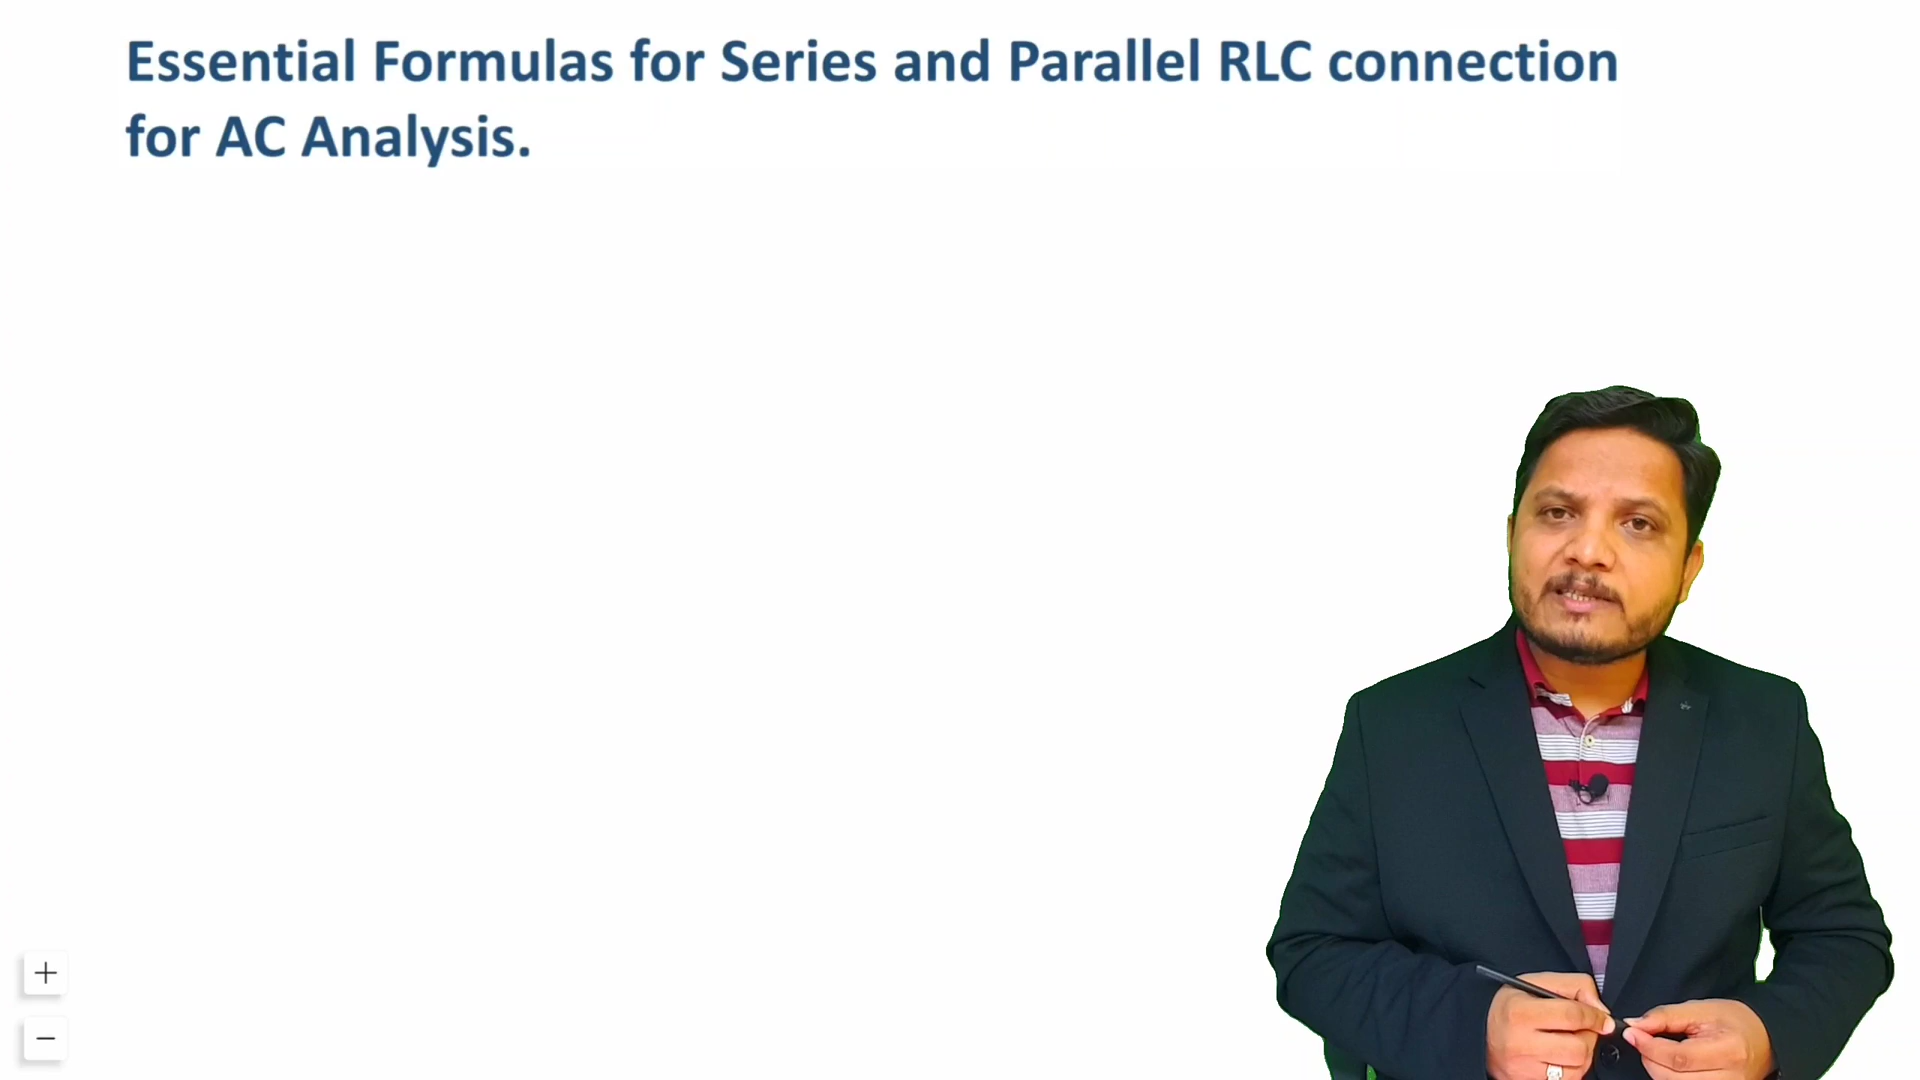 Essential Formulas for Series and Parallel RLC connection
for AC Analysis.